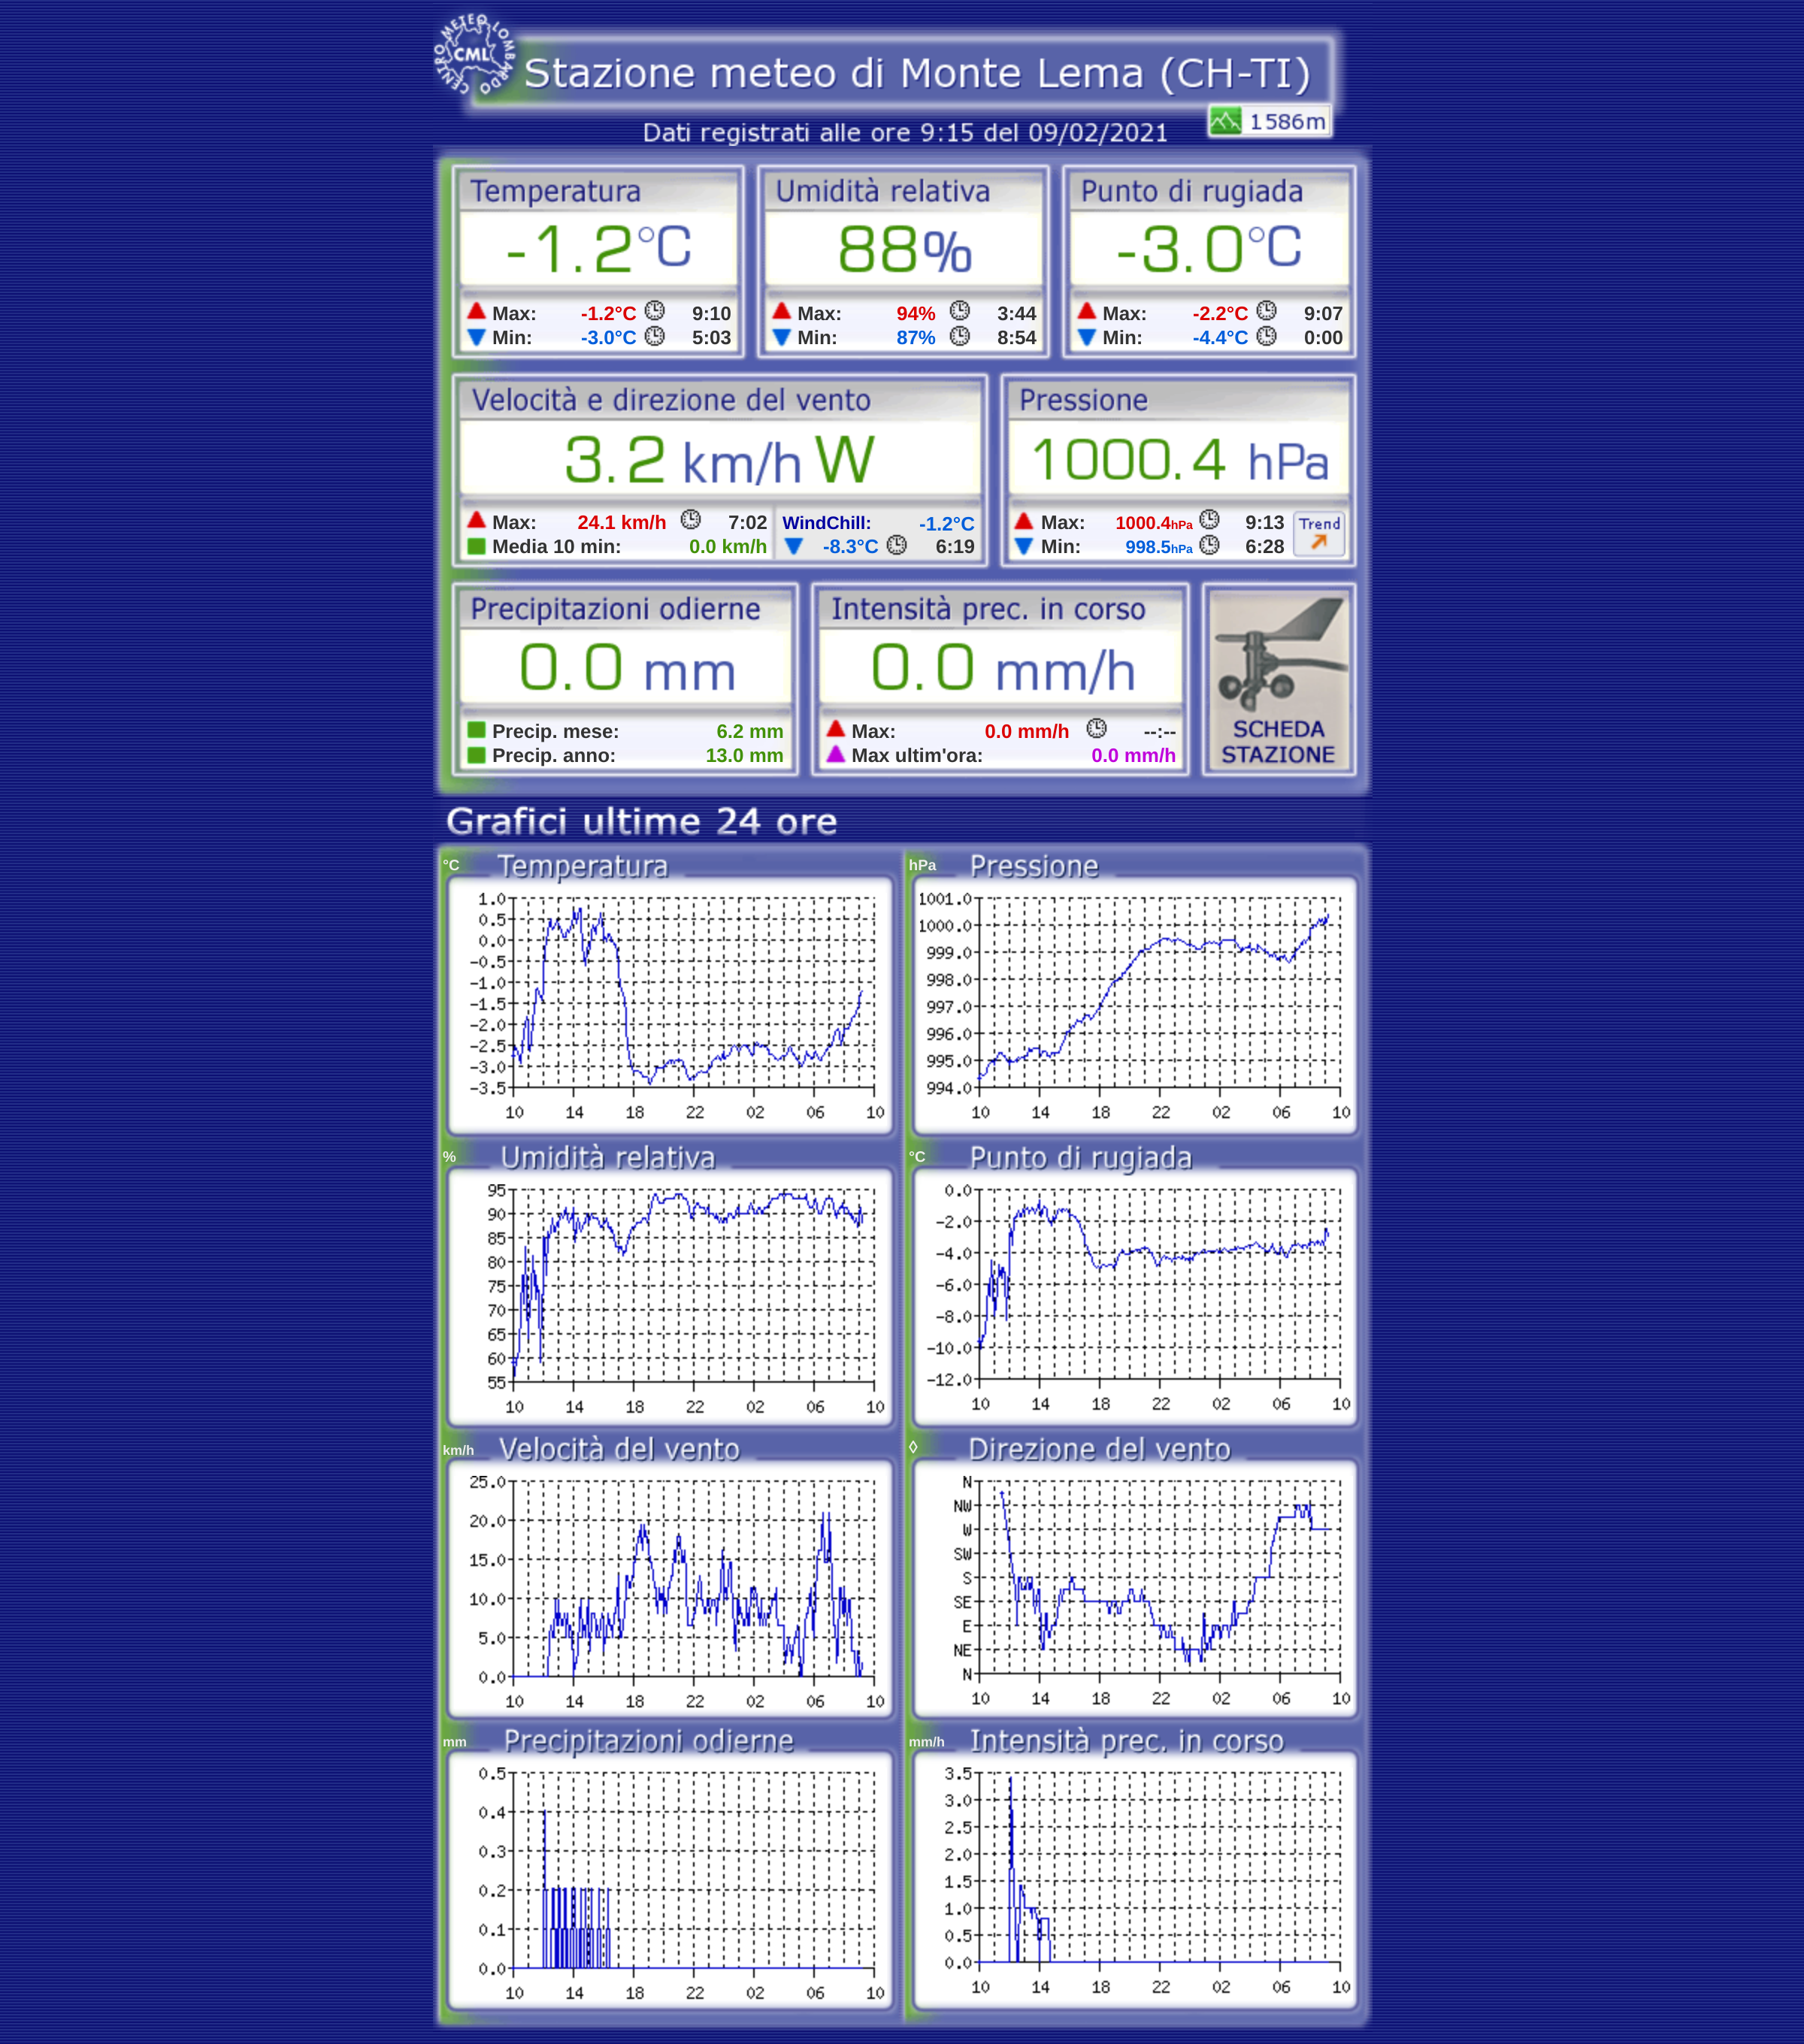 CENTRO METEO LOMBARDO
CML
Stazione meteo di Monte Lema (CH-TI)
1586m
Dati registrati alle ore 9:15 del 09/02/2021
Temperatura
-1.2°C
Max: -1.2°C 9:10
Min: -3.0°C 5:03
Umidità relativa
88%
Max: 94% 3:44
Min: 87% 8:54
Punto di rugiada
-3.0°C
Max: -2.2°C 9:07
Min: -4.4°C 0:00
Velocità e direzione del vento
3.2 km/h W
Max: 24.1 km/h 7:02
Media 10 min: 0.0 km/h
WindChill: -1.2°C
-8.3°C 6:19
Pressione
1000.4 hPa
Max: 1000.4hPa 9:13
Min: 998.5hPa 6:28
Trend
Precipitazioni odierne
0.0 mm
Precip. mese: 6.2 mm
Precip. anno: 13.0 mm
Intensità prec. in corso
0.0 mm/h
Max: 0.0 mm/h --:--
Max ultim'ora: 0.0 mm/h
SCHEDA
STAZIONE
Grafici ultime 24 ore
°C Temperatura
1.0
0.5
0.0
-0.5
-1.0
-1.5
-2.0
-2.5
-3.0
-3.5
10 14 18 22 02 06 10
hPa Pressione
1001.0
1000.0
999.0
998.0
997.0
996.0
995.0
994.0
10 14 18 22 02 06 10
% Umidità relativa
95
90
85
80
75
70
65
60
55
10 14 18 22 02 06 10
°C Punto di rugiada
0.0
-2.0
-4.0
-6.0
-8.0
-10.0
-12.0
10 14 18 22 02 06 10
km/h Velocità del vento
25.0
20.0
15.0
10.0
5.0
0.0
10 14 18 22 02 06 10
◊ Direzione del vento
N
NW
W
SW
S
SE
E
NE
N
10 14 18 22 02 06 10
mm Precipitazioni odierne
0.5
0.4
0.3
0.2
0.1
0.0
10 14 18 22 02 06 10
mm/h Intensità prec. in corso
3.5
3.0
2.5
2.0
1.5
1.0
0.5
0.0
10 14 18 22 02 06 10